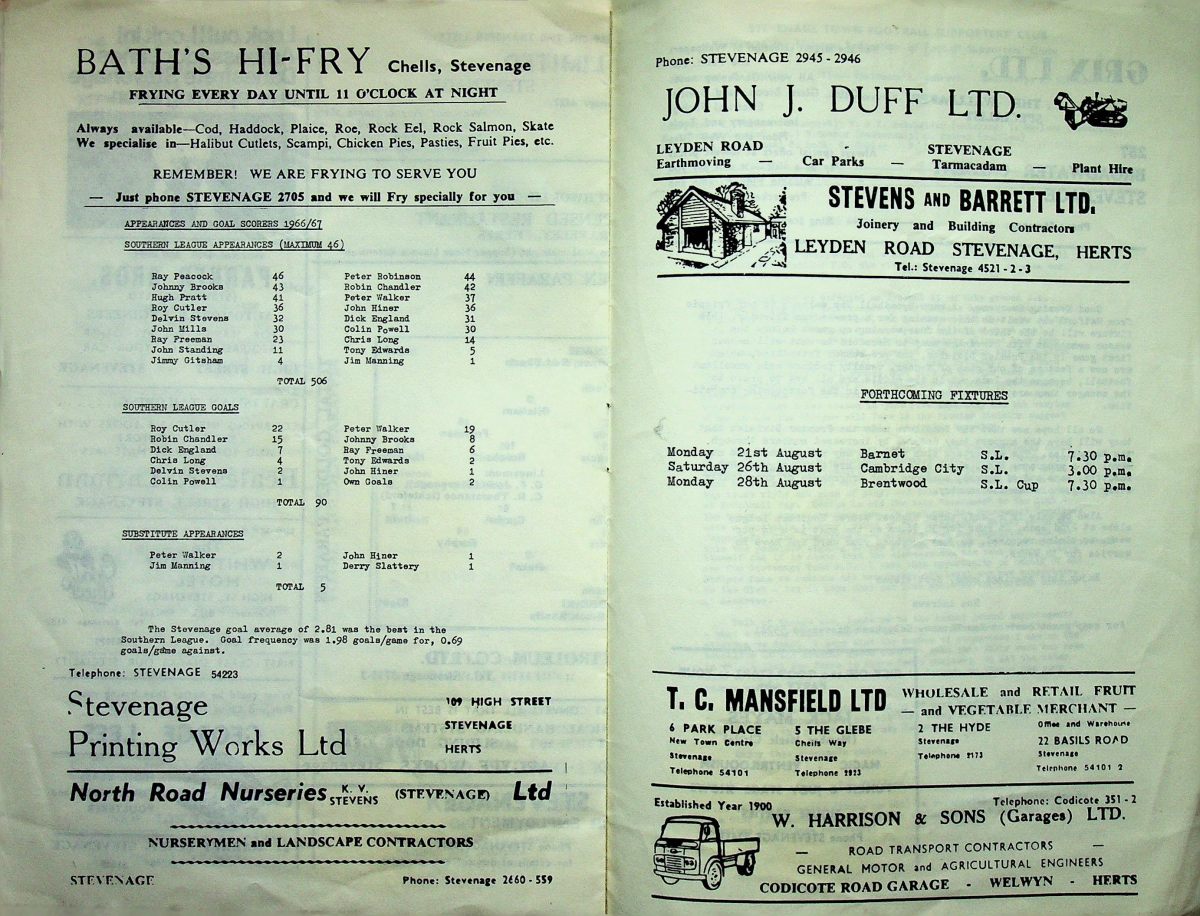 BATH'S HI-FRY Chells, Stevenage
FRYING EVERY DAY UNTIL 11 O'CLOCK AT NIGHT
Always available—Cod, Haddock, Plaice, Roe, Rock Eel, Rock Salmon, Skate
We specialise in—Halibut Cutlets, Scampi, Chicken Pies, Pasties, Fruit Pies, etc.
REMEMBER! WE ARE FRYING TO SERVE YOU
— Just phone STEVENAGE 2705 and we will Fry specially for you —
APPEARANCES AND GOAL SCORERS 1966/67
SOUTHERN LEAGUE APPEARANCES (MAXIMUM 46)
Ray Peacock 46 Peter Robinson 44
Johnny Brooks 43 Robin Chandler 42
Hugh Pratt 41 Peter Walker 37
Roy Cutler 36 John Hiner 36
Delvin Stevens 32 Dick England 31
John Mills 30 Colin Powell 30
Ray Freeman 23 Chris Long 14
John Standing 11 Tony Edwards 5
Jimmy Gitsham 4 Jim Manning 1
TOTAL 506
SOUTHERN LEAGUE GOALS
Roy Cutler 22 Peter Walker 19
Robin Chandler 15 Johnny Brooks 8
Dick England 7 Ray Freeman 6
Chris Long 4 Tony Edwards 2
Delvin Stevens 2 John Hiner 1
Colin Powell 1 Own Goals 2
TOTAL 90
SUBSTITUTE APPEARANCES
Peter Walker 2 John Hiner 1
Jim Manning 1 Derry Slattery 1
TOTAL 5
The Stevenage goal average of 2.81 was the best in the
Southern League. Goal frequency was 1.98 goals/game for, 0.69
goals/game against.
Telephone: STEVENAGE 54223
Stevenage
Printing Works Ltd
109 HIGH STREET
STEVENAGE
HERTS
North Road Nurseries K. V. STEVENS (STEVENAGE) Ltd
NURSERYMEN and LANDSCAPE CONTRACTORS
STEVENAGE Phone: Stevenage 2660 - 559
Phone: STEVENAGE 2945 - 2946
JOHN J. DUFF LTD.
LEYDEN ROAD - STEVENAGE
Earthmoving — Car Parks — Tarmacadam — Plant Hire
STEVENS AND BARRETT LTD.
Joinery and Building Contractors
LEYDEN ROAD STEVENAGE, HERTS
Tel.: Stevenage 4521 - 2 - 3
FORTHCOMING FIXTURES
Monday 21st August Barnet S.L. 7.30 p.m.
Saturday 26th August Cambridge City S.L. 3.00 p.m.
Monday 28th August Brentwood S.L. Cup 7.30 p.m.
T. C. MANSFIELD LTD
WHOLESALE and RETAIL FRUIT
— and VEGETABLE MERCHANT —
6 PARK PLACE
New Town Centre
Stevenage
Telephone 54101
5 THE GLEBE
Chells Way
Stevenage
Telephone
2 THE HYDE
Stevenage
Telephone
Office and Warehouse
22 BASILS ROAD
Stevenage
Telephone 54101 2
Established Year 1900 Telephone: Codicote 351 - 2
W. HARRISON & SONS (Garages) LTD.
— ROAD TRANSPORT CONTRACTORS —
GENERAL MOTOR and AGRICULTURAL ENGINEERS
CODICOTE ROAD GARAGE - WELWYN - HERTS